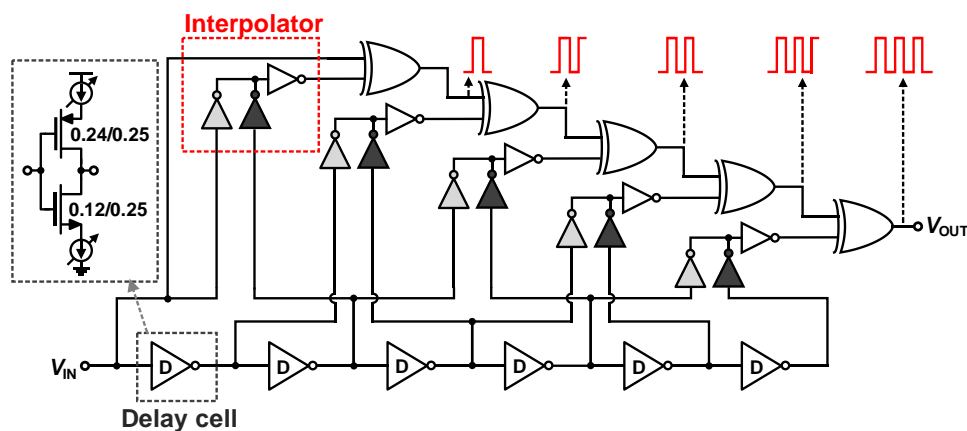 Interpolator
0.24/0.25
0.12/0.25
VOUT
VIN
D
D
D
D
D
D
Delay cell